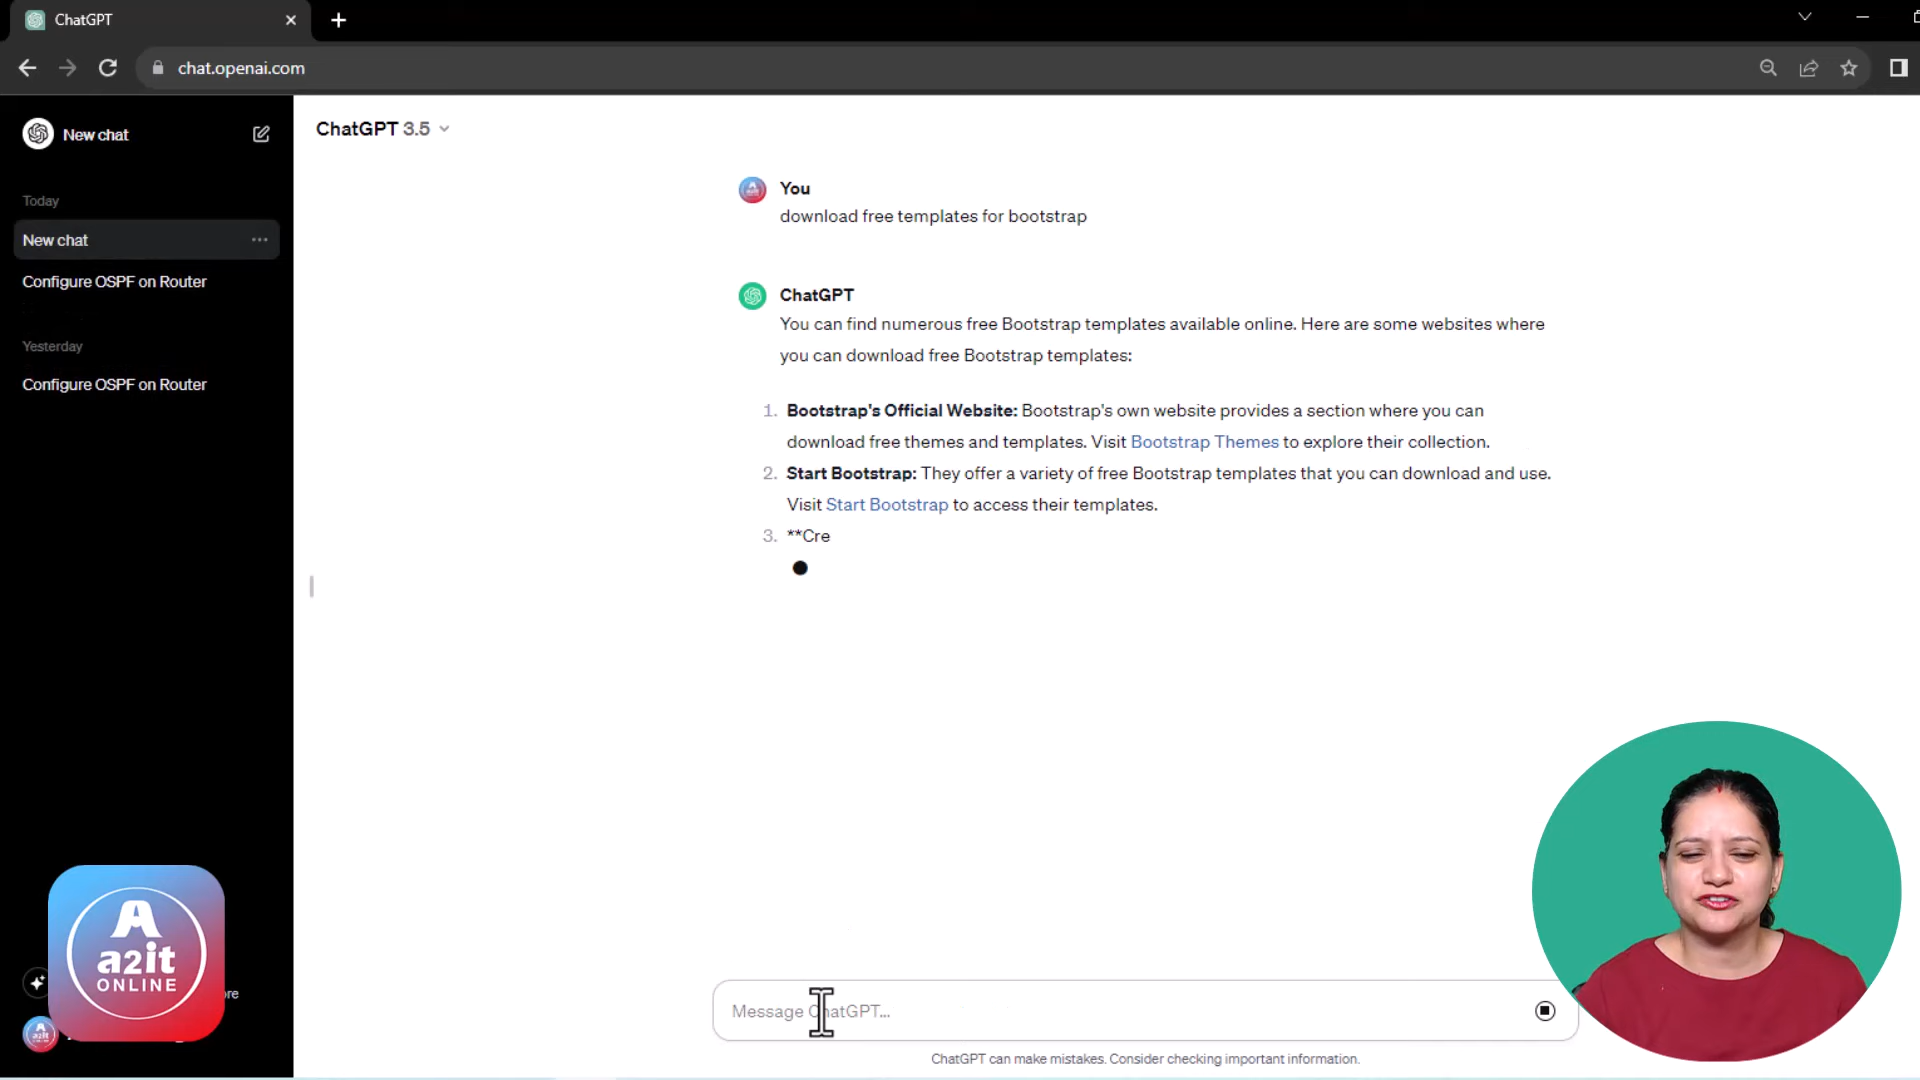 ChatGPT
chat.openai.com
New chat
Today
New chat
Configure OSPF on Router
Yesterday
Configure OSPF on Router
ChatGPT 3.5
You
download free templates for bootstrap
ChatGPT
You can find numerous free Bootstrap templates available online. Here are some websites where
you can download free Bootstrap templates:
1. Bootstrap's Official Website: Bootstrap's own website provides a section where you can
download free themes and templates. Visit Bootstrap Themes to explore their collection.
2. Start Bootstrap: They offer a variety of free Bootstrap templates that you can download and use.
Visit Start Bootstrap to access their templates.
3. **Cre
A
a2it
ONLINE
Message ChatGPT...
ChatGPT can make mistakes. Consider checking important information.